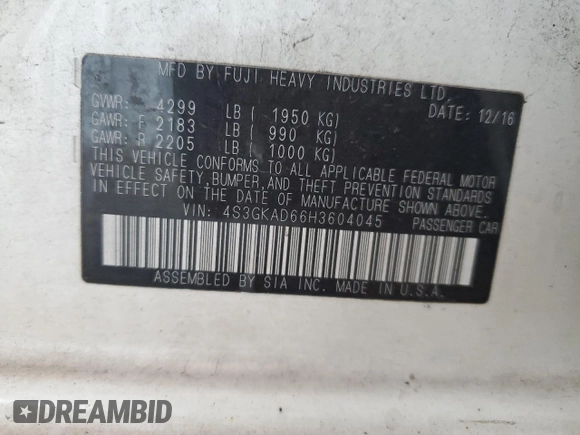 MFD BY FUJI HEAVY INDUSTRIES LTD.
GVWR: 4299 LB ( 1950 KG) DATE: 12/16
GAWR: F 2183 LB ( 990 KG)
GAWR: R 2205 LB ( 1000 KG)
THIS VEHICLE CONFORMS TO ALL APPLICABLE FEDERAL MOTOR
VEHICLE SAFETY, BUMPER, AND THEFT PREVENTION STANDARDS
IN EFFECT ON THE DATE OF MANUFACTURE SHOWN ABOVE.
VIN: 4S3GKAD66H3604045 PASSENGER CAR
ASSEMBLED BY SIA INC. MADE IN U.S.A.
DREAMBID